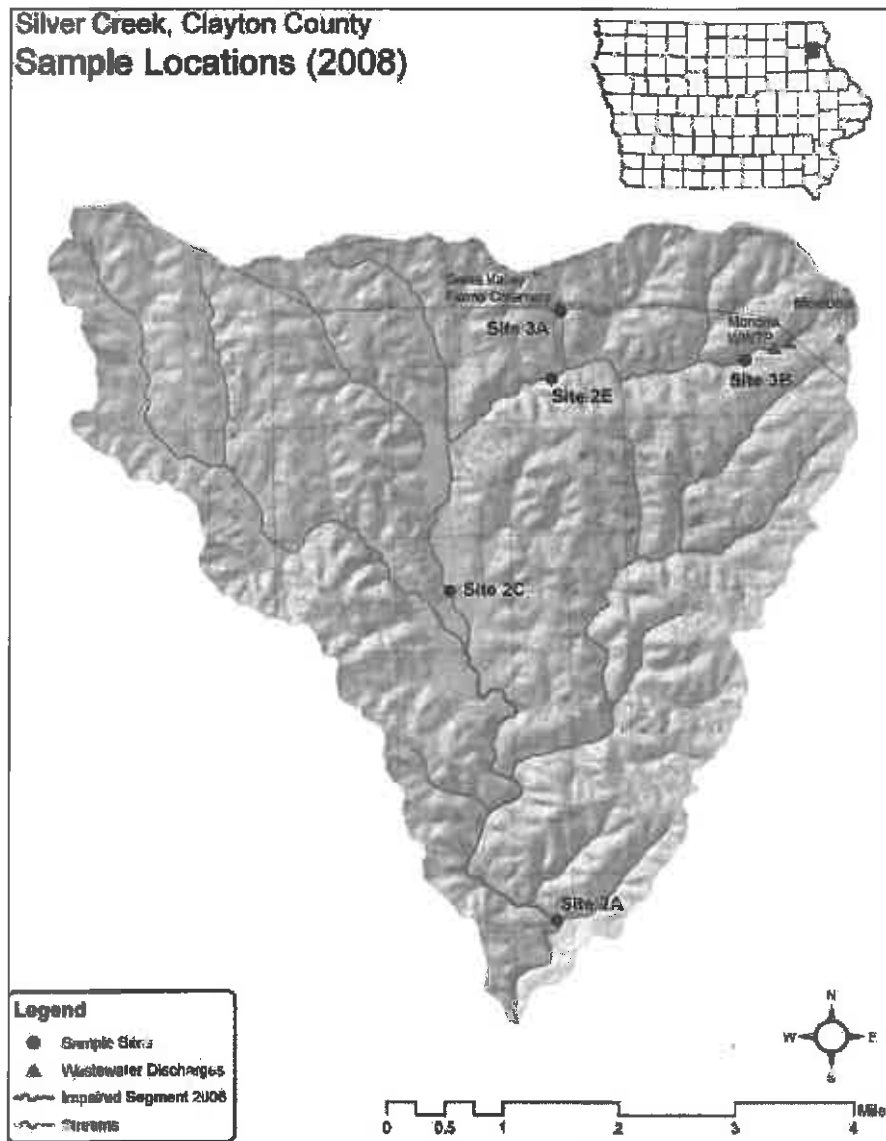 Silver Creek, Clayton County
Sample Locations (2008)
Site 3A
Monona
WWTP
Site 3B
Site 2E
Site 2C
Site 2A
N
W
E
S
Legend
Sample Sites
Wastewater Discharges
Impaired Segment 2008
Streams
0 0.5 1 2 3 4
Miles